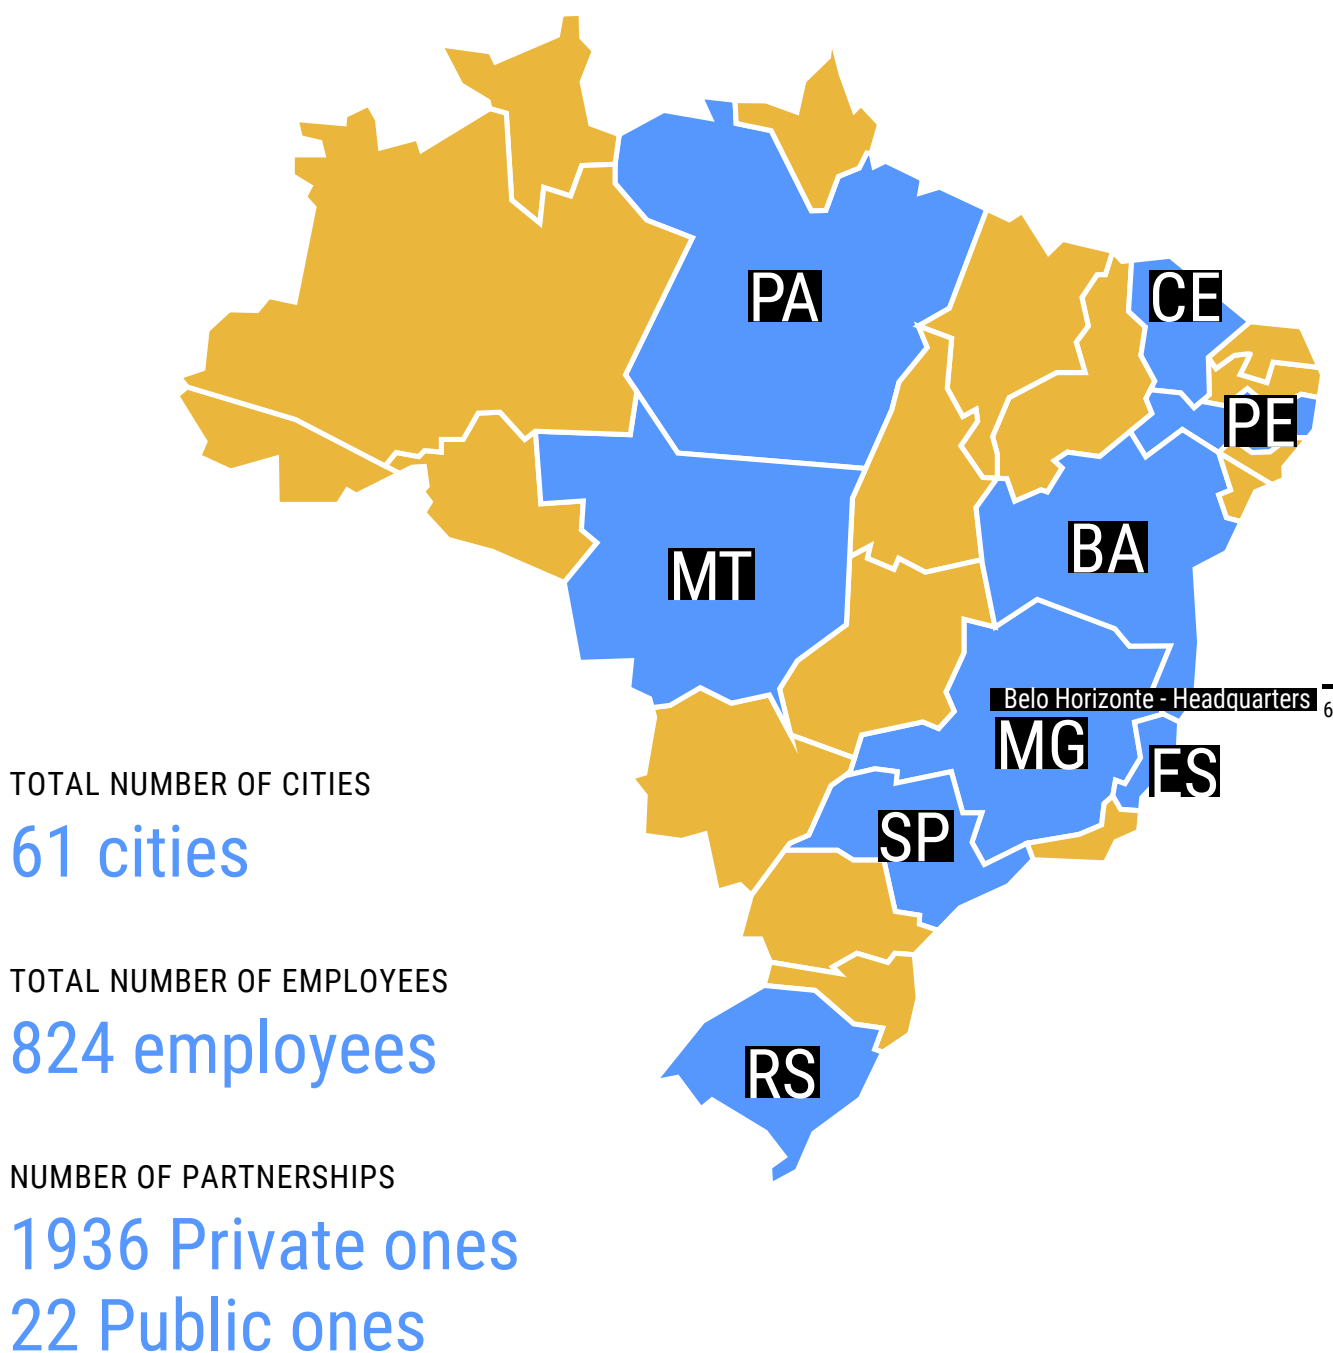 CE
PA
PE
BA
MT
Belo Horizonte - Headquarters
6
MG
ES
TOTAL NUMBER OF CITIES
61 cities
SP
TOTAL NUMBER OF EMPLOYEES
824 employees
RS
NUMBER OF PARTNERSHIPS
1936 Private ones
22 Public ones